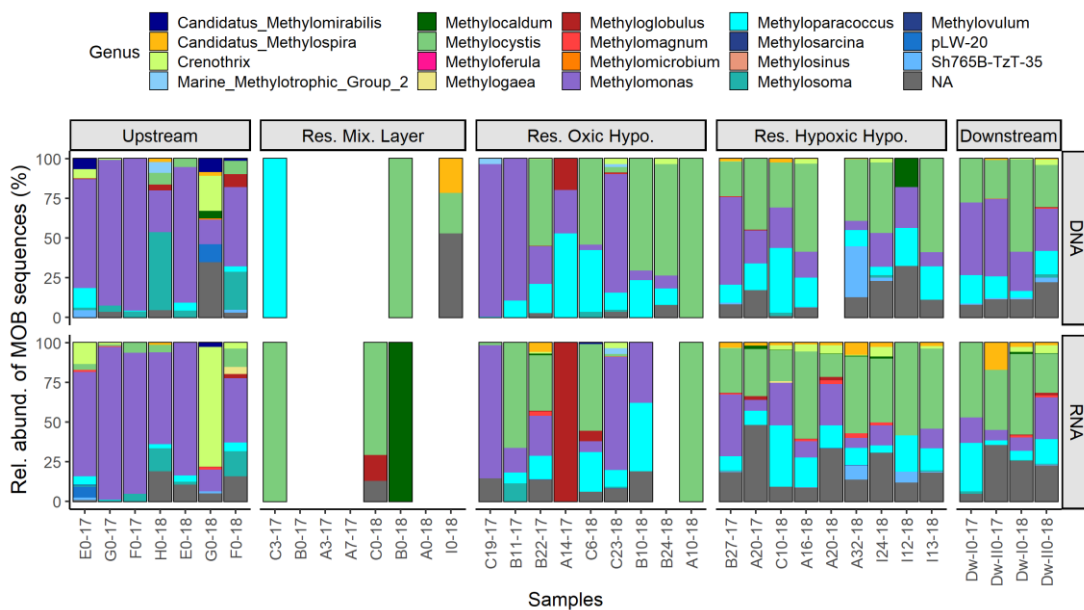 Genus
Candidatus_Methylomirabilis
Candidatus_Methylospira
Crenothrix
Marine_Methylotrophic_Group_2
Methylocaldum
Methylocystis
Methyloferula
Methylogaea
Methyloglobulus
Methylomagnum
Methylomicrobium
Methylomonas
Methyloparacoccus
Methylosarcina
Methylosinus
Methylosoma
Methylovulum
pLW-20
Sh765B-TzT-35
NA
Upstream
Res. Mix. Layer
Res. Oxic Hypo.
Res. Hypoxic Hypo.
Downstream
Rel. abund. of MOB sequences (%)
100
75
50
25
0
DNA
100
75
50
25
0
RNA
E0-17
G0-17
F0-17
H0-18
E0-18
G0-18
F0-18
C3-17
B0-17
A3-17
A7-17
C0-18
B0-18
A0-18
I0-18
C19-17
B11-17
B22-17
A14-17
C6-18
C23-18
B10-18
B24-18
A10-18
B27-17
A20-17
C10-18
A16-18
A20-18
A32-18
I24-18
I12-18
I13-18
Dw-I0-17
Dw-II0-17
Dw-I0-18
Dw-II0-18
Samples